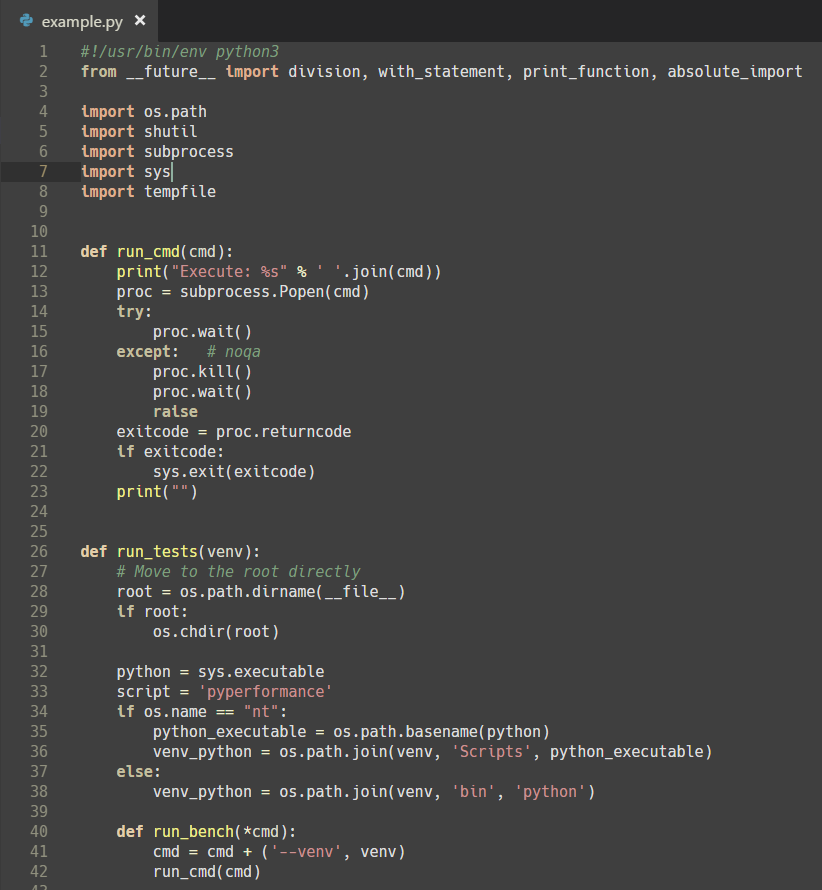 example.py ×
1 #!/usr/bin/env python3
2 from __future__ import division, with_statement, print_function, absolute_import
3
4 import os.path
5 import shutil
6 import subprocess
7 import sys
8 import tempfile
9
10
11 def run_cmd(cmd):
12     print("Execute: %s" % ' '.join(cmd))
13     proc = subprocess.Popen(cmd)
14     try:
15         proc.wait()
16     except:   # noqa
17         proc.kill()
18         proc.wait()
19         raise
20     exitcode = proc.returncode
21     if exitcode:
22         sys.exit(exitcode)
23     print("")
24
25
26 def run_tests(venv):
27     # Move to the root directly
28     root = os.path.dirname(__file__)
29     if root:
30         os.chdir(root)
31
32     python = sys.executable
33     script = 'pyperformance'
34     if os.name == "nt":
35         python_executable = os.path.basename(python)
36         venv_python = os.path.join(venv, 'Scripts', python_executable)
37     else:
38         venv_python = os.path.join(venv, 'bin', 'python')
39
40     def run_bench(*cmd):
41         cmd = cmd + ('--venv', venv)
42         run_cmd(cmd)